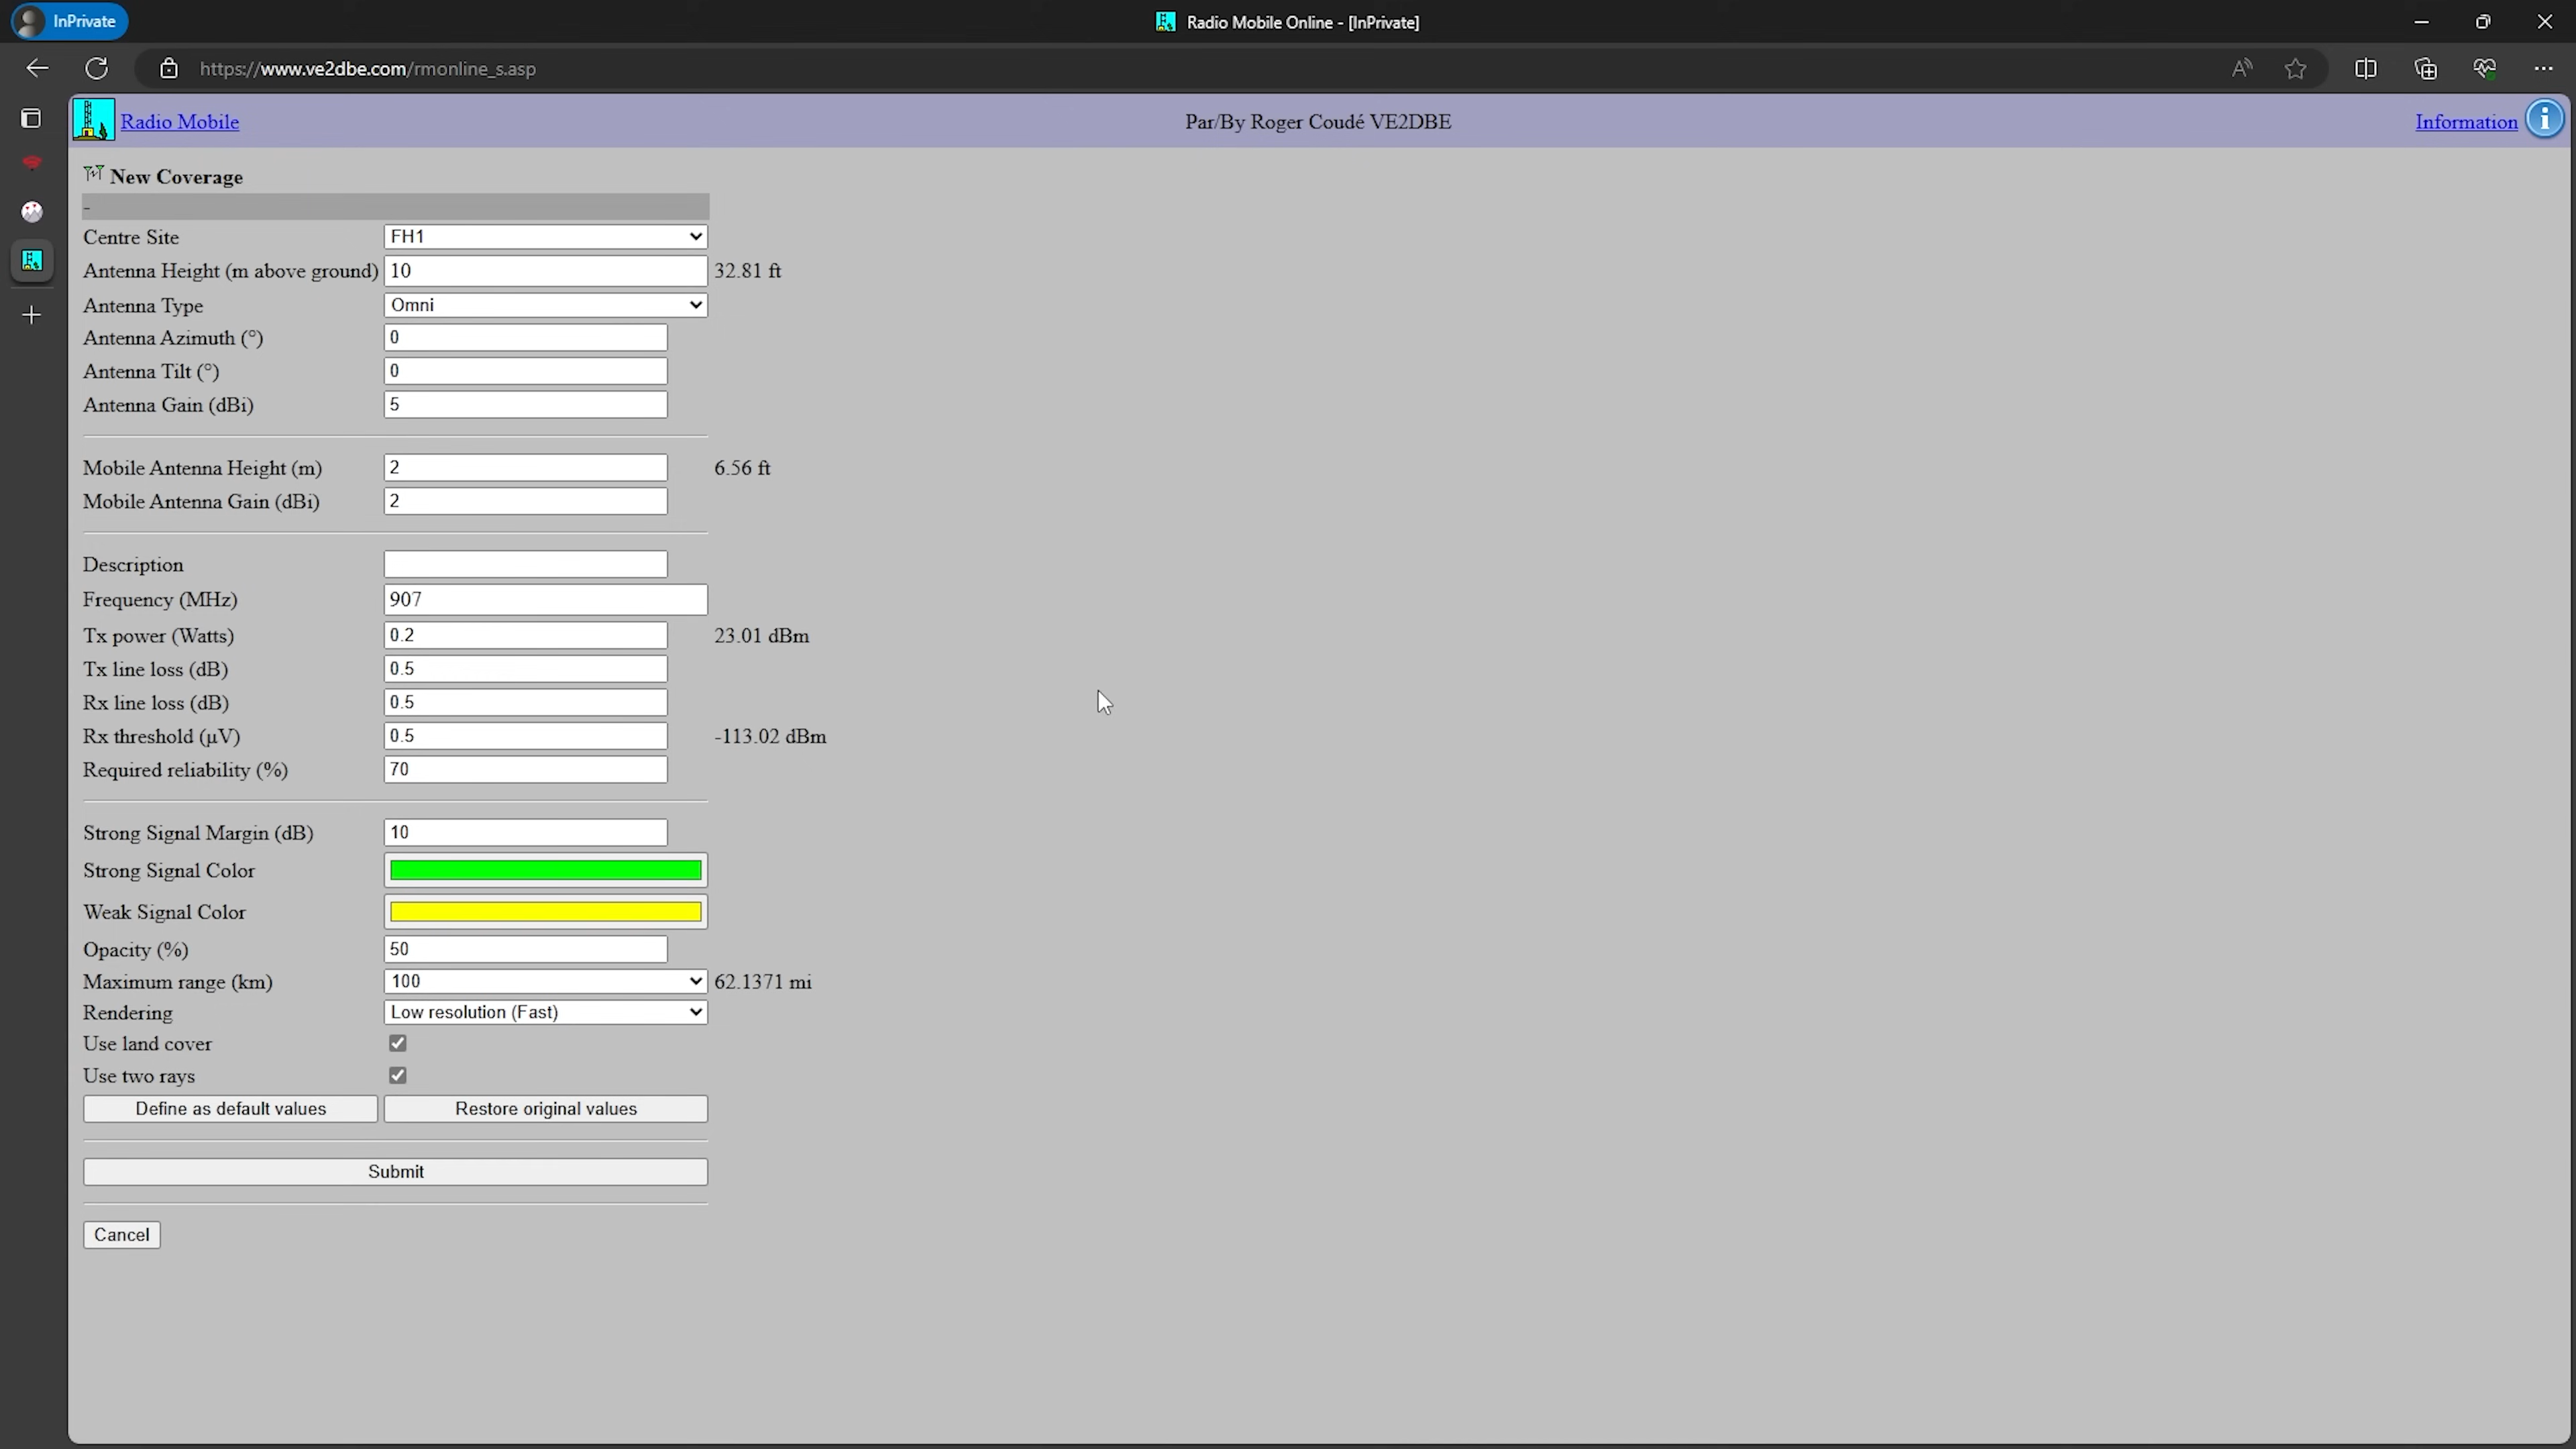 InPrivate
Radio Mobile Online - [InPrivate]
https://www.ve2dbe.com/rmonline_s.asp
Radio Mobile
Par/By Roger Coudé VE2DBE
Information
New Coverage
-
Centre Site FH1
Antenna Height (m above ground) 10 32.81 ft
Antenna Type Omni
Antenna Azimuth (°) 0
Antenna Tilt (°) 0
Antenna Gain (dBi) 5
Mobile Antenna Height (m) 2 6.56 ft
Mobile Antenna Gain (dBi) 2
Description
Frequency (MHz) 907
Tx power (Watts) 0.2 23.01 dBm
Tx line loss (dB) 0.5
Rx line loss (dB) 0.5
Rx threshold (µV) 0.5 -113.02 dBm
Required reliability (%) 70
Strong Signal Margin (dB) 10
Strong Signal Color
Weak Signal Color
Opacity (%) 50
Maximum range (km) 100 62.1371 mi
Rendering Low resolution (Fast)
Use land cover
Use two rays
Define as default values Restore original values
Submit
Cancel